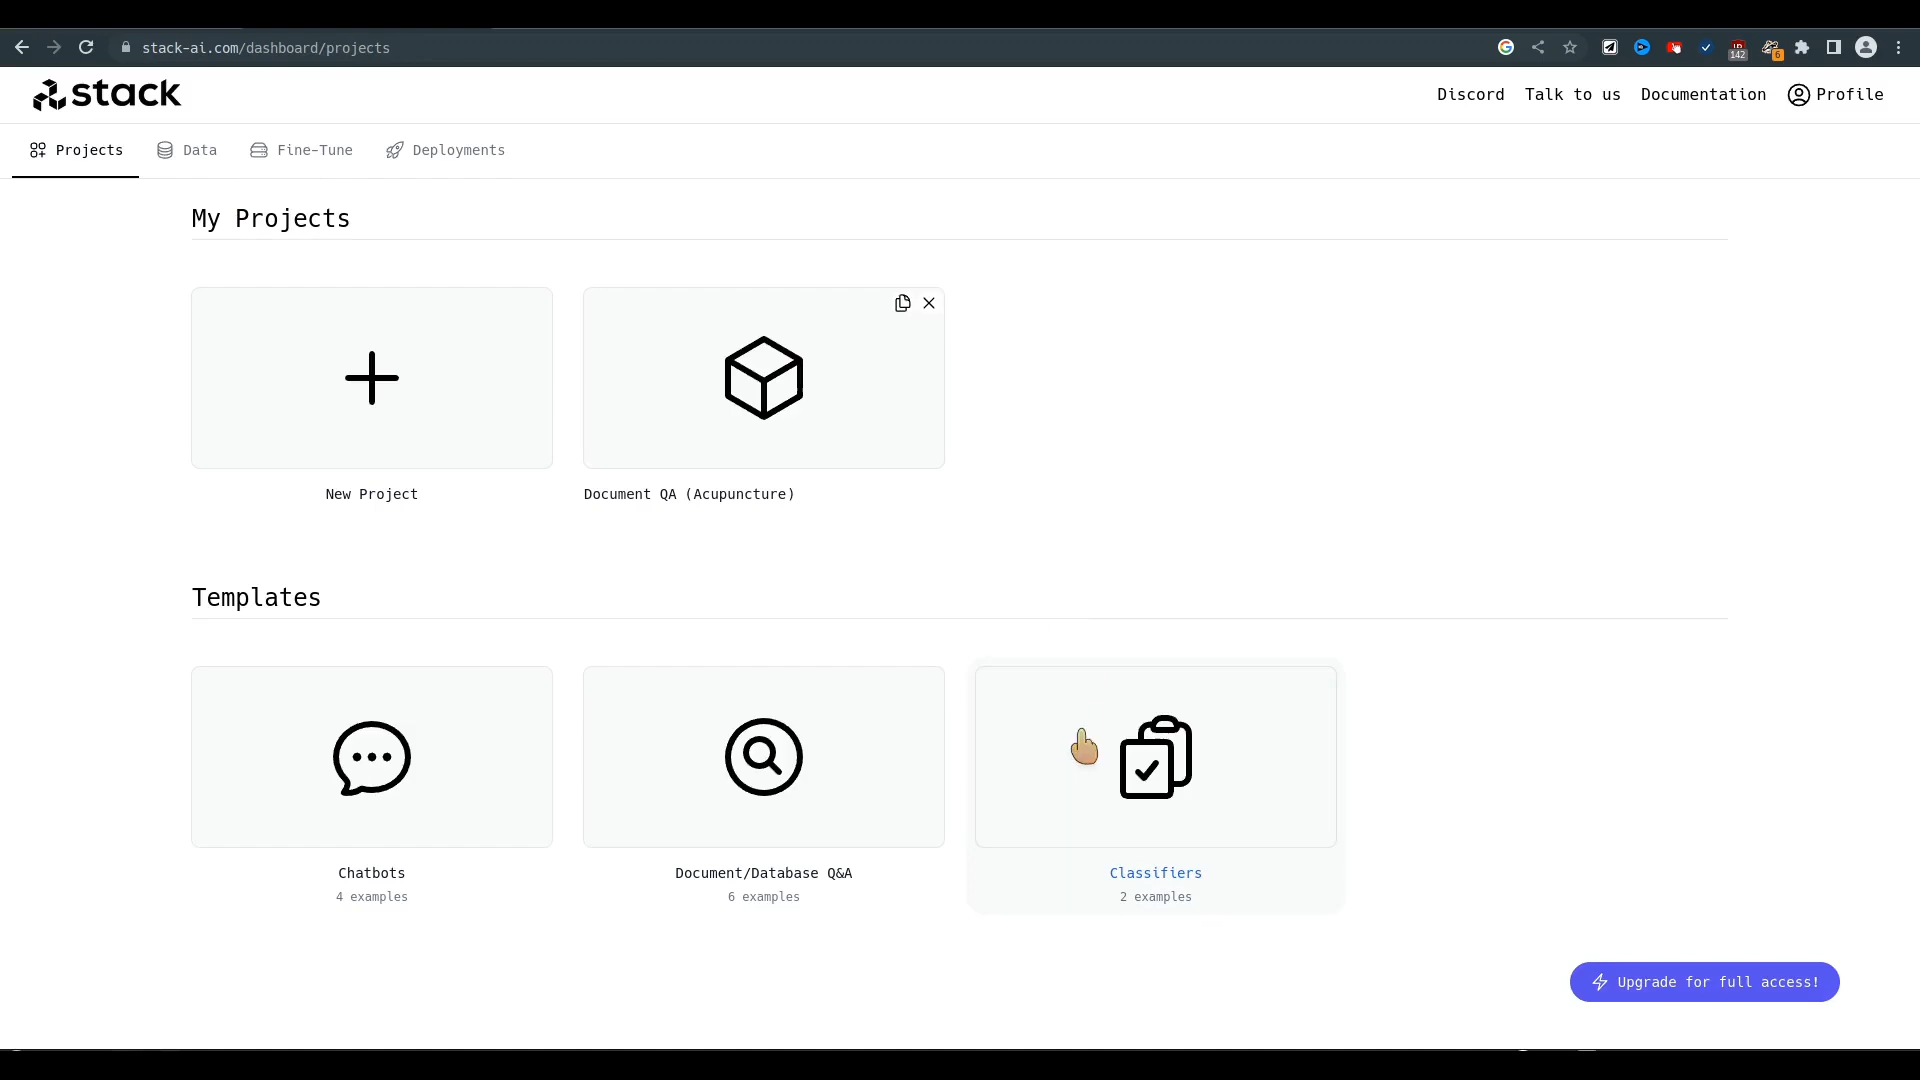 stack-ai.com/dashboard/projects
142
6
stack
Discord
Talk to us
Documentation
Profile
Projects
Data
Fine-Tune
Deployments
My Projects
New Project
Document QA (Acupuncture)
Templates
Chatbots
4 examples
Document/Database Q&A
6 examples
Classifiers
2 examples
Upgrade for full access!